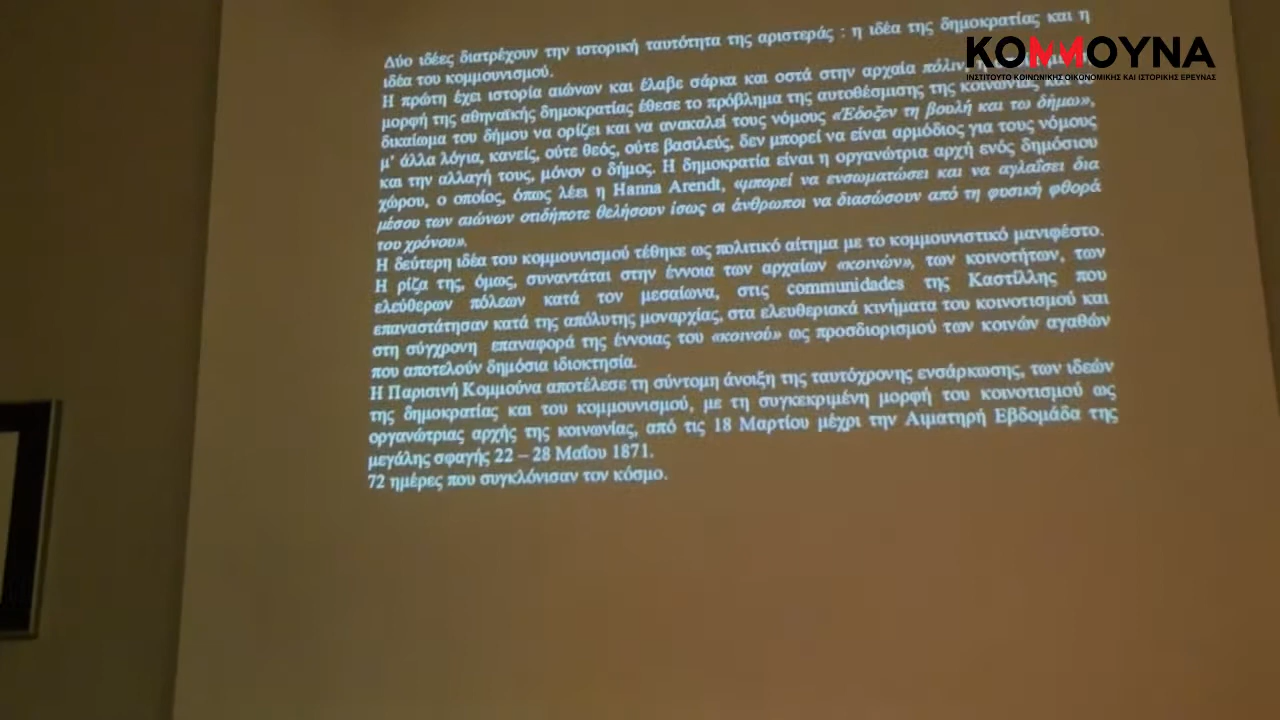 ΚΟΜΜΟΥΝΑ
ΙΝΣΤΙΤΟΥΤΟ ΚΟΙΝΩΝΙΚΗΣ ΟΙΚΟΝΟΜΙΚΗΣ ΚΑΙ ΙΣΤΟΡΙΚΗΣ ΕΡΕΥΝΑΣ
Δύο ιδέες διατρέχουν την ιστορική ταυτότητα της αριστεράς : η ιδέα της δημοκρατίας και η
ιδέα του κομμουνισμού.
Η πρώτη έχει ιστορία αιώνων και έλαβε σάρκα και οστά στην αρχαία πόλιν,
μορφή της αθηναϊκής δημοκρατίας έθεσε το πρόβλημα της αυτοθέσμισης της κοινωνίας και το
δικαίωμα του δήμου να ορίζει και να ανακαλεί τους νόμους «Έδοξεν τη βουλή και τω δήμω»,
μ' άλλα λόγια, κανείς, ούτε θεός, ούτε βασιλεύς, δεν μπορεί να είναι αρμόδιος για τους νόμους
και την αλλαγή τους, μόνον ο δήμος. Η δημοκρατία είναι η οργανώτρια αρχή ενός δημόσιου
χώρου, ο οποίος, όπως λέει η Hanna Arendt, «μπορεί να ενσωματώσει και να αγλαΐσει δια
μέσου των αιώνων οτιδήποτε θελήσουν ίσως οι άνθρωποι να διασώσουν από τη φυσική φθορά
του χρόνου».
Η δεύτερη ιδέα του κομμουνισμού τέθηκε ως πολιτικό αίτημα με το κομμουνιστικό μανιφέστο.
Η ρίζα της, όμως, συναντάται στην έννοια των αρχαίων «κοινών», των κοινοτήτων, των
ελεύθερων πόλεων κατά τον μεσαίωνα, στις communidades της Καστίλλης που
επαναστάτησαν κατά της απόλυτης μοναρχίας, στα ελευθεριακά κινήματα του κοινοτισμού και
στη σύγχρονη επαναφορά της έννοιας του «κοινού» ως προσδιορισμού των κοινών αγαθών
που αποτελούν δημόσια ιδιοκτησία.
Η Παρισινή Κομμούνα αποτέλεσε τη σύντομη άνοιξη της ταυτόχρονης ενσάρκωσης, των ιδεών
της δημοκρατίας και του κομμουνισμού, με τη συγκεκριμένη μορφή του κοινοτισμού ως
οργανώτριας αρχής της κοινωνίας, από τις 18 Μαρτίου μέχρι την Αιματηρή Εβδομάδα της
μεγάλης σφαγής 22 – 28 Μαΐου 1871.
72 ημέρες που συγκλόνισαν τον κόσμο.